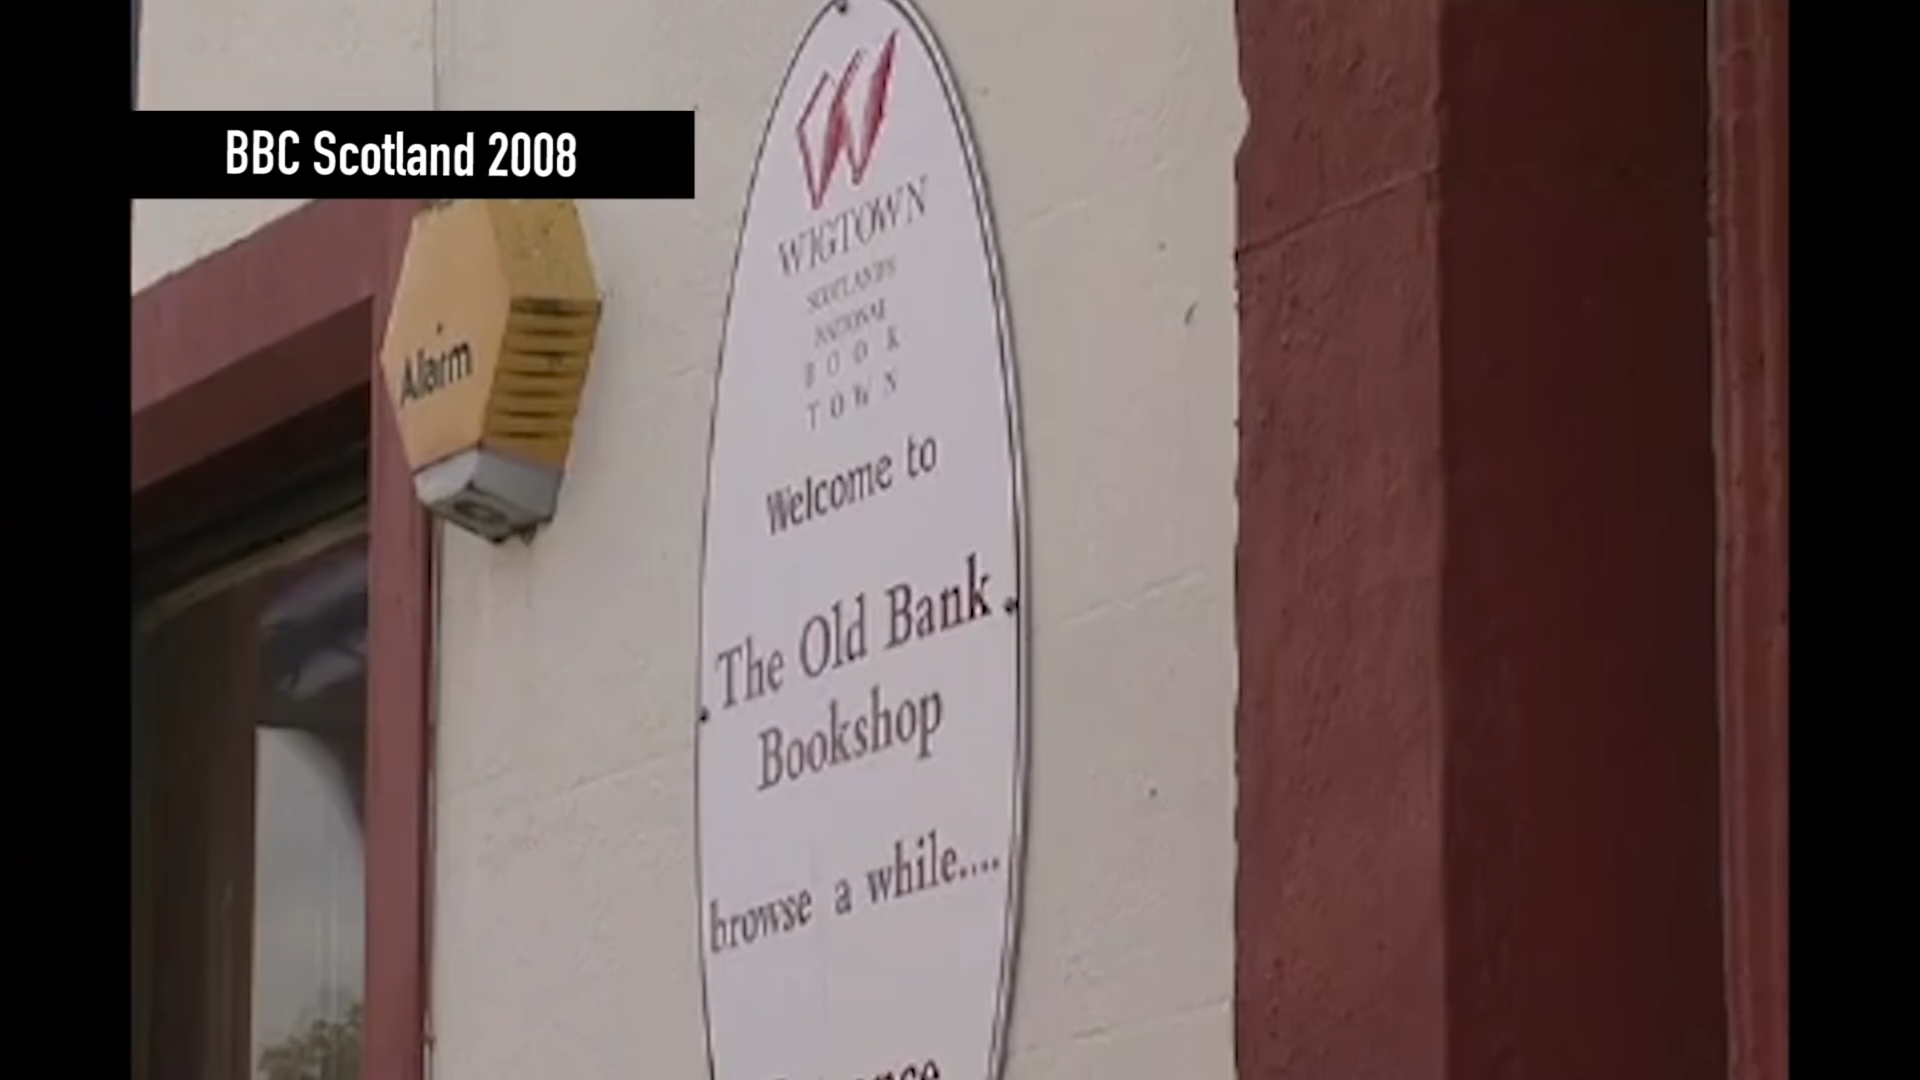 BBC Scotland 2008
Alarm
WIGTOWN
SCOTLAND'S
NATIONAL
BOOK
TOWN
Welcome to
The Old Bank
Bookshop
browse a while....